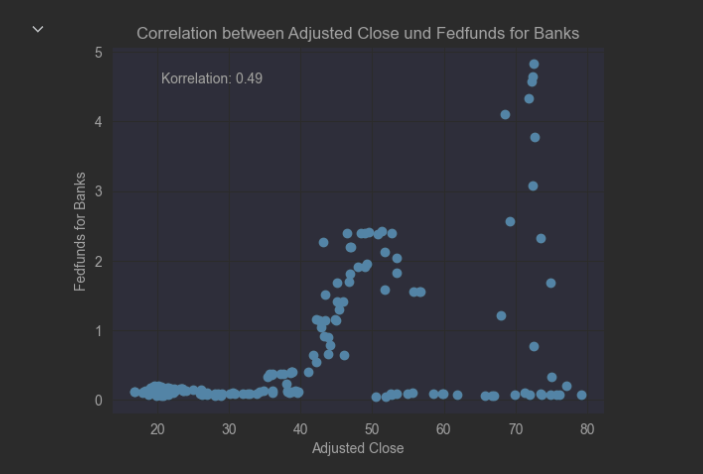 Correlation between Adjusted Close und Fedfunds for Banks
Korrelation: 0.49
Fedfunds for Banks
5
4
3
2
1
0
20 30 40 50 60 70 80
Adjusted Close